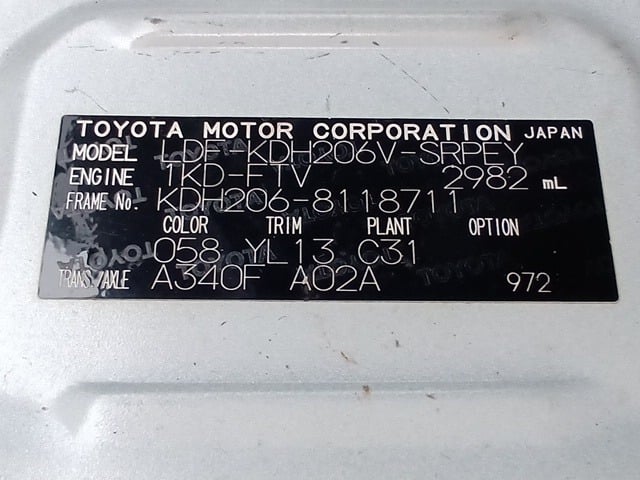 TOYOTA MOTOR CORPORATION JAPAN
MODEL LDF-KDH206V-SRPEY
ENGINE 1KD-FTV 2982 mL
FRAME No. KDH206-8118711
COLOR TRIM PLANT OPTION
058 YL13 C31
TRANS./AXLE A340F A02A 972